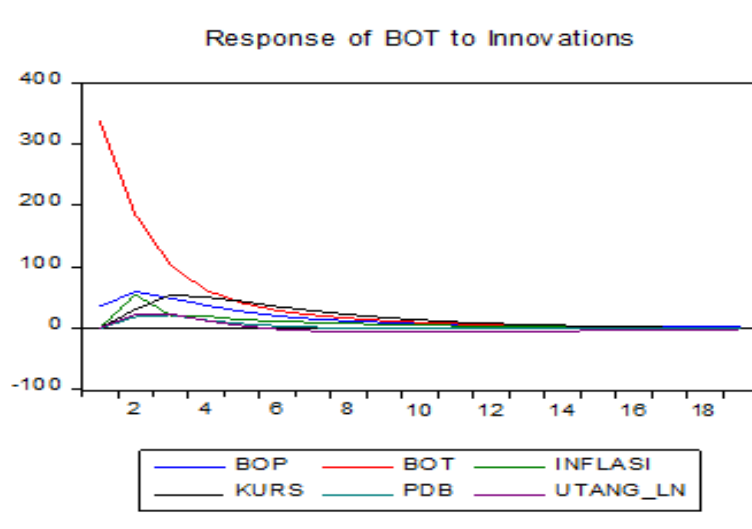 Response of BOT to Innovations
400
300
200
100
0
-100
2 4 6 8 10 12 14 16 18
BOP BOT INFLASI
KURS PDB UTANG_LN